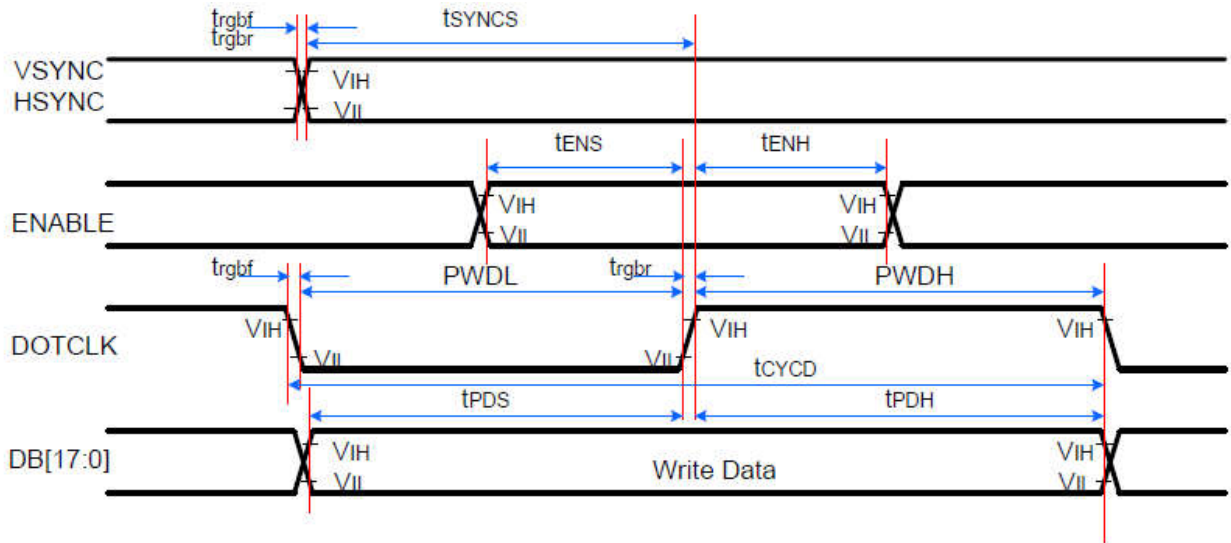 trgbf tSYNCS
trgbr
VSYNC VIH
HSYNC VIl
tENS tENH
ENABLE VIH VIH
VIl VIl
trgbf PWDL trgbr PWDH
DOTCLK VIH VIH VIH
VIl VIl
tCYCD
tPDS tPDH
DB[17:0] VIH Write Data VIH
VIl VIl